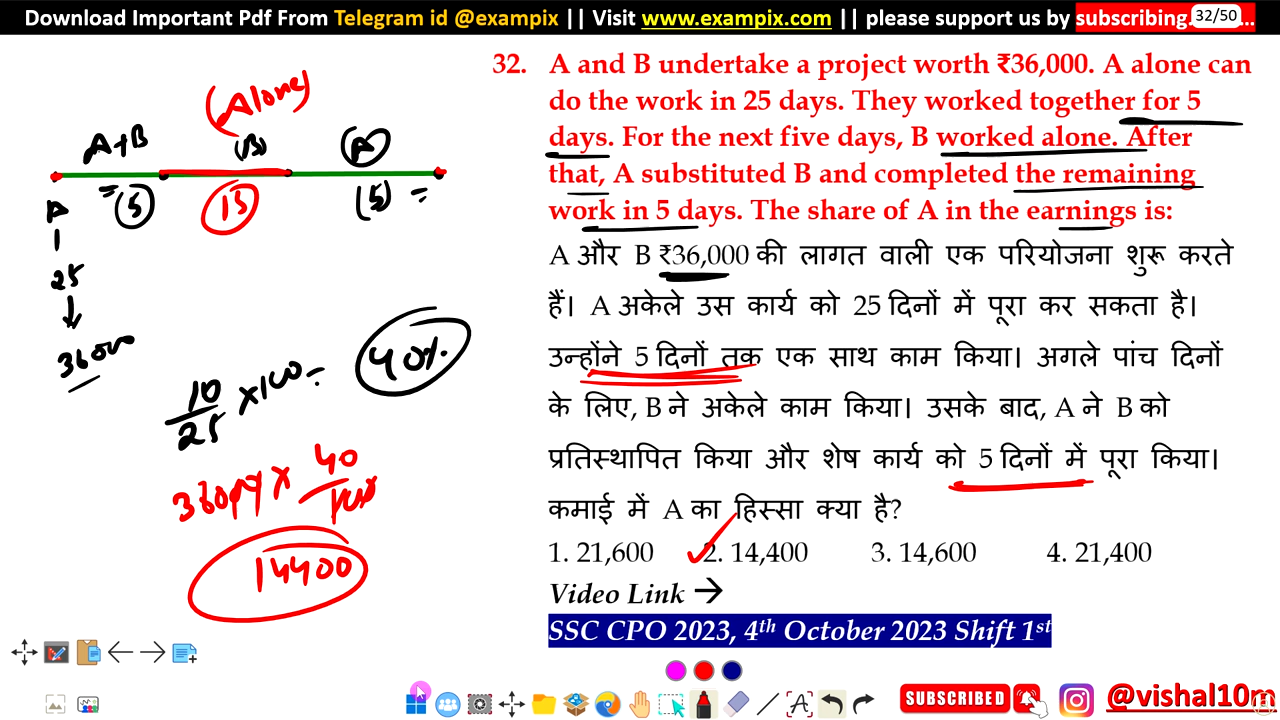 Download Important Pdf From Telegram id @exampix || Visit www.exampix.com || please support us by subscribing...
32/50
32. A and B undertake a project worth ₹36,000. A alone can
do the work in 25 days. They worked together for 5
days. For the next five days, B worked alone. After
that, A substituted B and completed the remaining
work in 5 days. The share of A in the earnings is:
A और B ₹36,000 की लागत वाली एक परियोजना शुरू करते
हैं। A अकेले उस कार्य को 25 दिनों में पूरा कर सकता है।
उन्होंने 5 दिनों तक एक साथ काम किया। अगले पांच दिनों
के लिए, B ने अकेले काम किया। उसके बाद, A ने B को
प्रतिस्थापित किया और शेष कार्य को 5 दिनों में पूरा किया।
कमाई में A का हिस्सा क्या है?
1. 21,600 2. 14,400 3. 14,600 4. 21,400
Video Link →
SSC CPO 2023, 4th October 2023 Shift 1st
(Alone)
A+B (B) (A)
= (5) (5) =
A
25
36000
10/25 × 100 = 40%
× 40/100
14400
SUBSCRIBED
@vishal10m